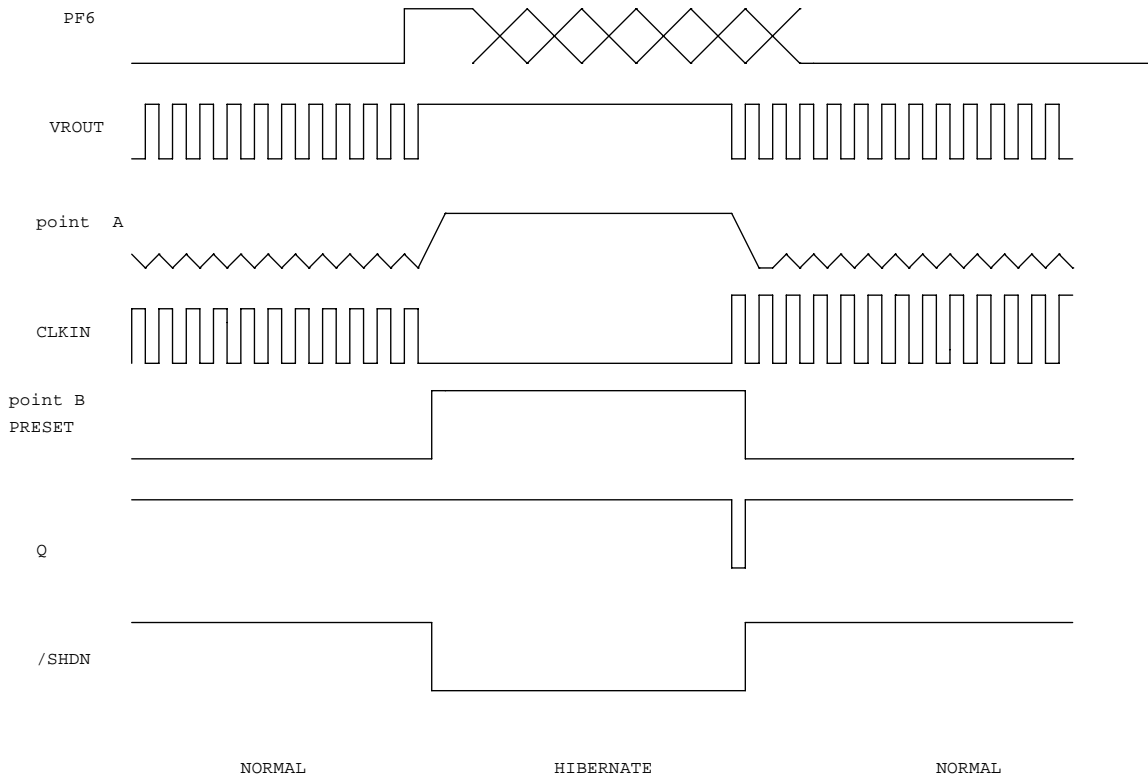 PF6
VROUT
point A
CLKIN
point B
PRESET
Q
/SHDN
NORMAL HIBERNATE NORMAL